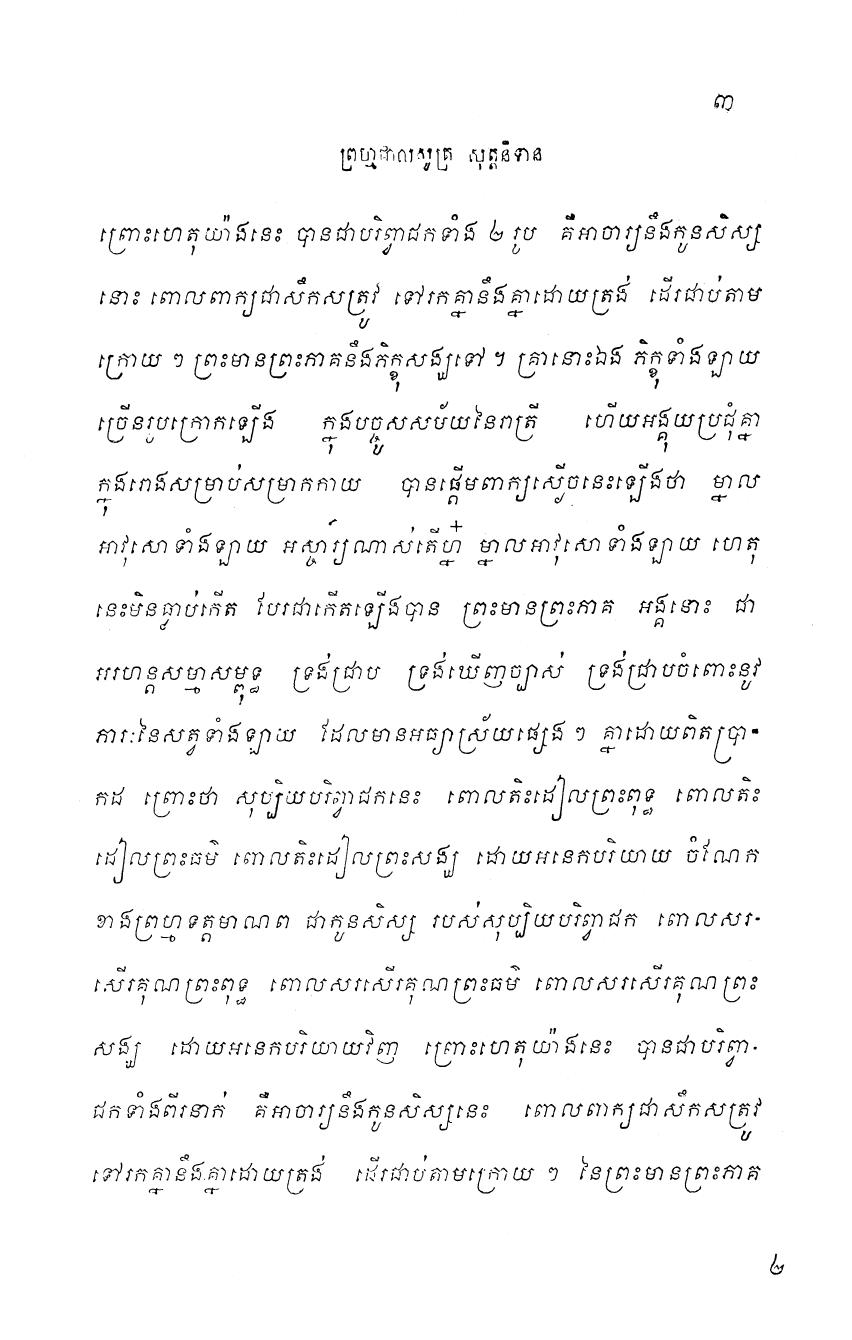 ៣
ព្រហ្មជាលសូត្រ សុត្តនិទាន
ព្រោះហេតុយ៉ាងនេះ បានជាបរិព្វាជកទាំង ២ រូប គឺអាចារ្យនឹងកូនសិស្ស
នោះ ពោលពាក្យជាសឹកសត្រូវ ទៅរកគ្នានឹងគ្នាដោយត្រង់ ដើរជាប់តាម
ក្រោយ ៗ ព្រះមានព្រះភាគនឹងភិក្ខុសង្ឃទៅ ។ គ្រានោះឯង ភិក្ខុទាំងឡាយ
ច្រើនរូបក្រោកឡើង ក្នុងបច្ចូសសម័យនៃរាត្រី ហើយអង្គុយប្រជុំគ្នា
ក្នុងរោងសម្រាប់សម្រាកកាយ បានផ្តើមពាក្យស្លើចនេះឡើងថា ម្នាល
អាវុសោទាំងឡាយ អស្ចារ្យណាស់តើហ្ន៎ ម្នាលអាវុសោទាំងឡាយ ហេតុ
នេះមិនធ្លាប់កើត បែរជាកើតឡើងបាន ព្រះមានព្រះភាគ អង្គនោះ ជា
អរហន្តសម្មាសម្ពុទ្ធ ទ្រង់ជ្រាប ទ្រង់ឃើញច្បាស់ ទ្រង់ជ្រាបចំពោះនូវ
ភារៈនៃសត្វទាំងឡាយ ដែលមានអធ្យាស្រ័យផ្សេង ៗ គ្នាដោយពិតប្រា-
កដ ព្រោះថា សុប្បិយបរិព្វាជកនេះ ពោលតិះដៀលព្រះពុទ្ធ ពោលតិះ
ដៀលព្រះធម៌ ពោលតិះដៀលព្រះសង្ឃ ដោយអនេកបរិយាយ ចំណែក
ខាងព្រហ្មទត្តមាណព ជាកូនសិស្ស របស់សុប្បិយបរិព្វាជក ពោលសរ-
សើរគុណព្រះពុទ្ធ ពោលសរសើរគុណព្រះធម៌ ពោលសរសើរគុណព្រះ
សង្ឃ ដោយអនេកបរិយាយវិញ ព្រោះហេតុយ៉ាងនេះ បានជាបរិព្វា-
ជកទាំងពីរនាក់ គឺអាចារ្យនឹងកូនសិស្សនេះ ពោលពាក្យជាសឹកសត្រូវ
ទៅរកគ្នានឹងគ្នាដោយត្រង់ ដើរជាប់តាមក្រោយ ៗ នៃព្រះមានព្រះភាគ
២